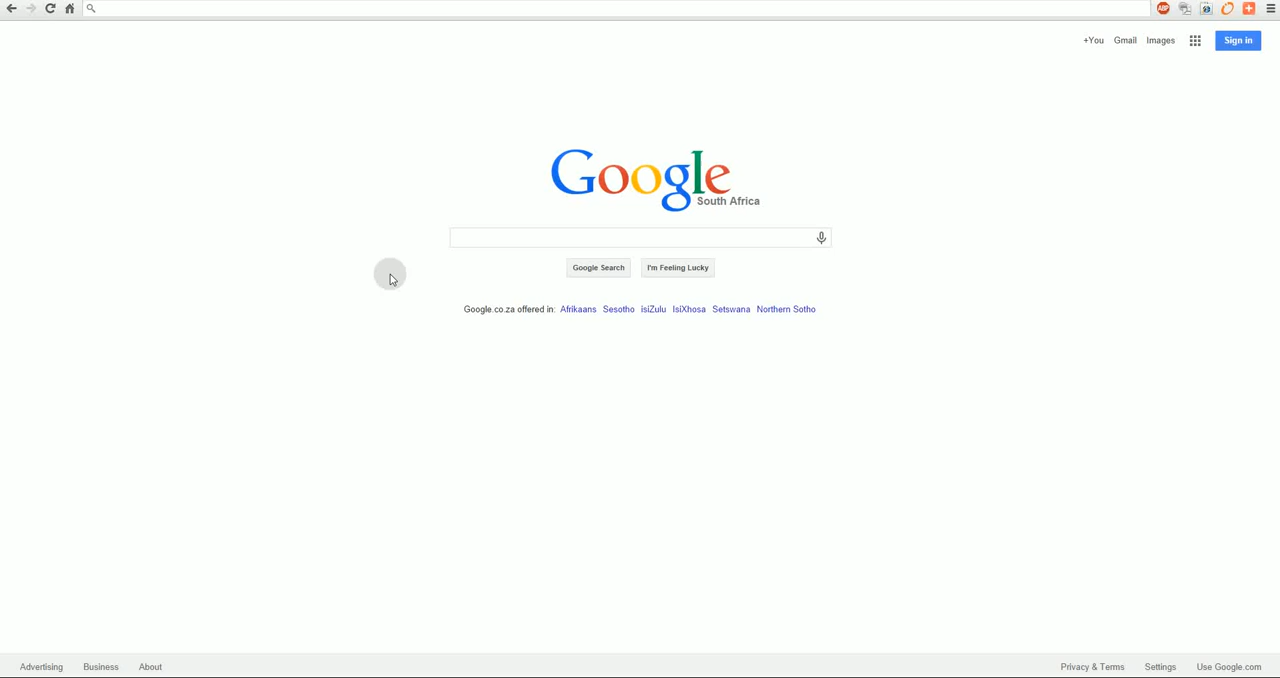 ABP
+You Gmail Images Sign in
Google
South Africa
Google Search I'm Feeling Lucky
Google.co.za offered in: Afrikaans Sesotho isiZulu IsiXhosa Setswana Northern Sotho
Advertising Business About Privacy & Terms Settings Use Google.com